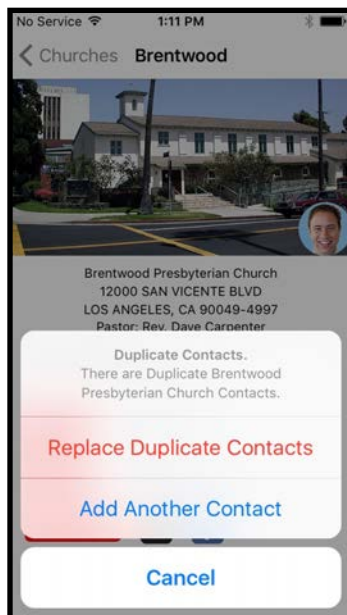 No Service 1:11 PM
Churches Brentwood
Brentwood Presbyterian Church
12000 SAN VICENTE BLVD
LOS ANGELES, CA 90049-4997
Pastor: Rev. Dave Carpenter
Duplicate Contacts.
There are Duplicate Brentwood
Presbyterian Church Contacts.
Replace Duplicate Contacts
Add Another Contact
Cancel